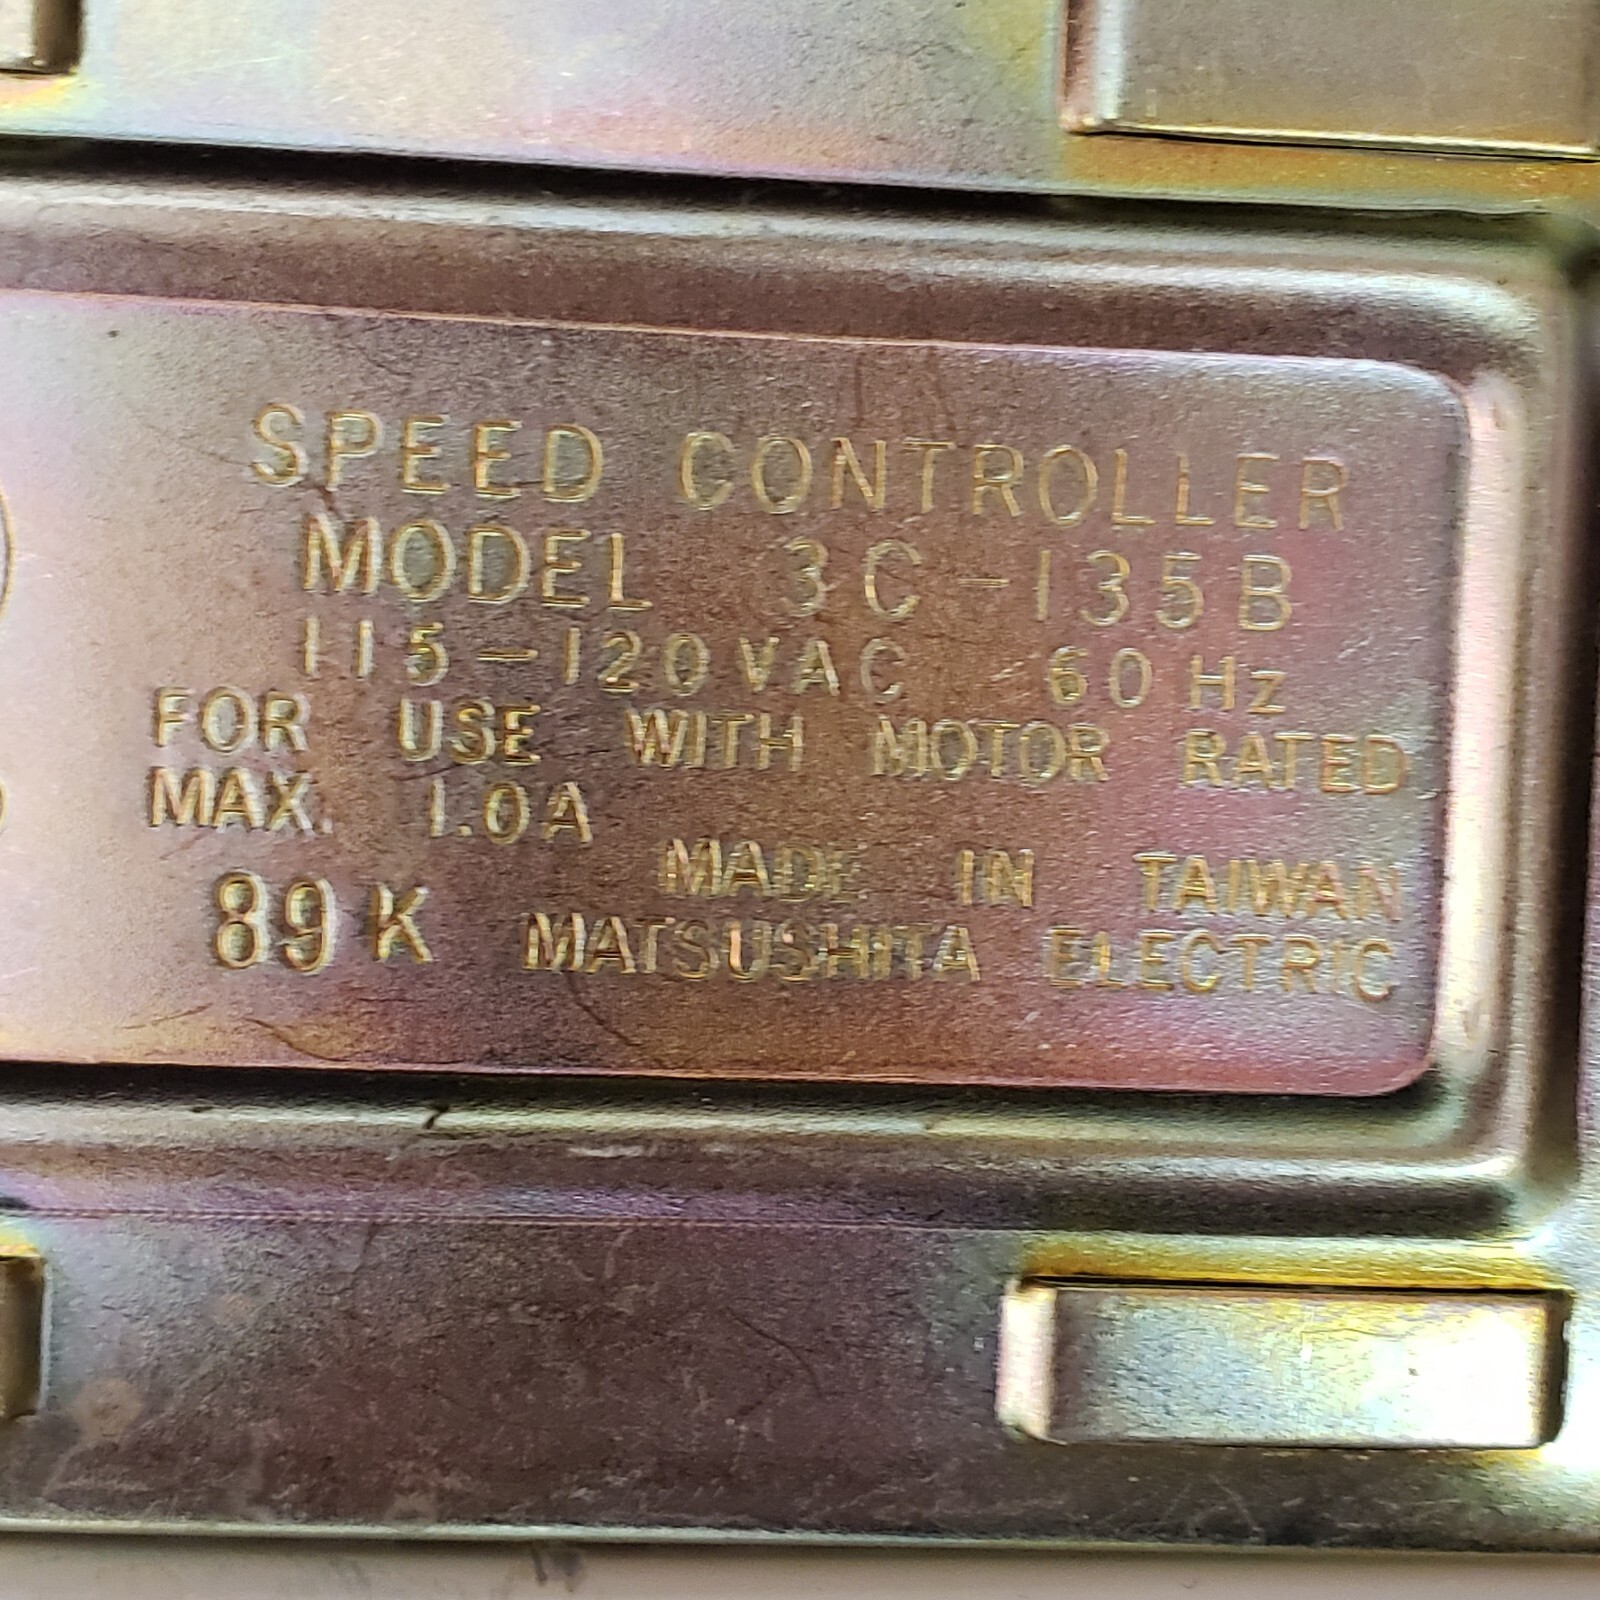 SPEED CONTROLLER
MODEL 3C-135B
115-120VAC 60Hz
FOR USE WITH MOTOR RATED
MAX. 1.0A
MADE IN TAIWAN
89K MATSUSHITA ELECTRIC